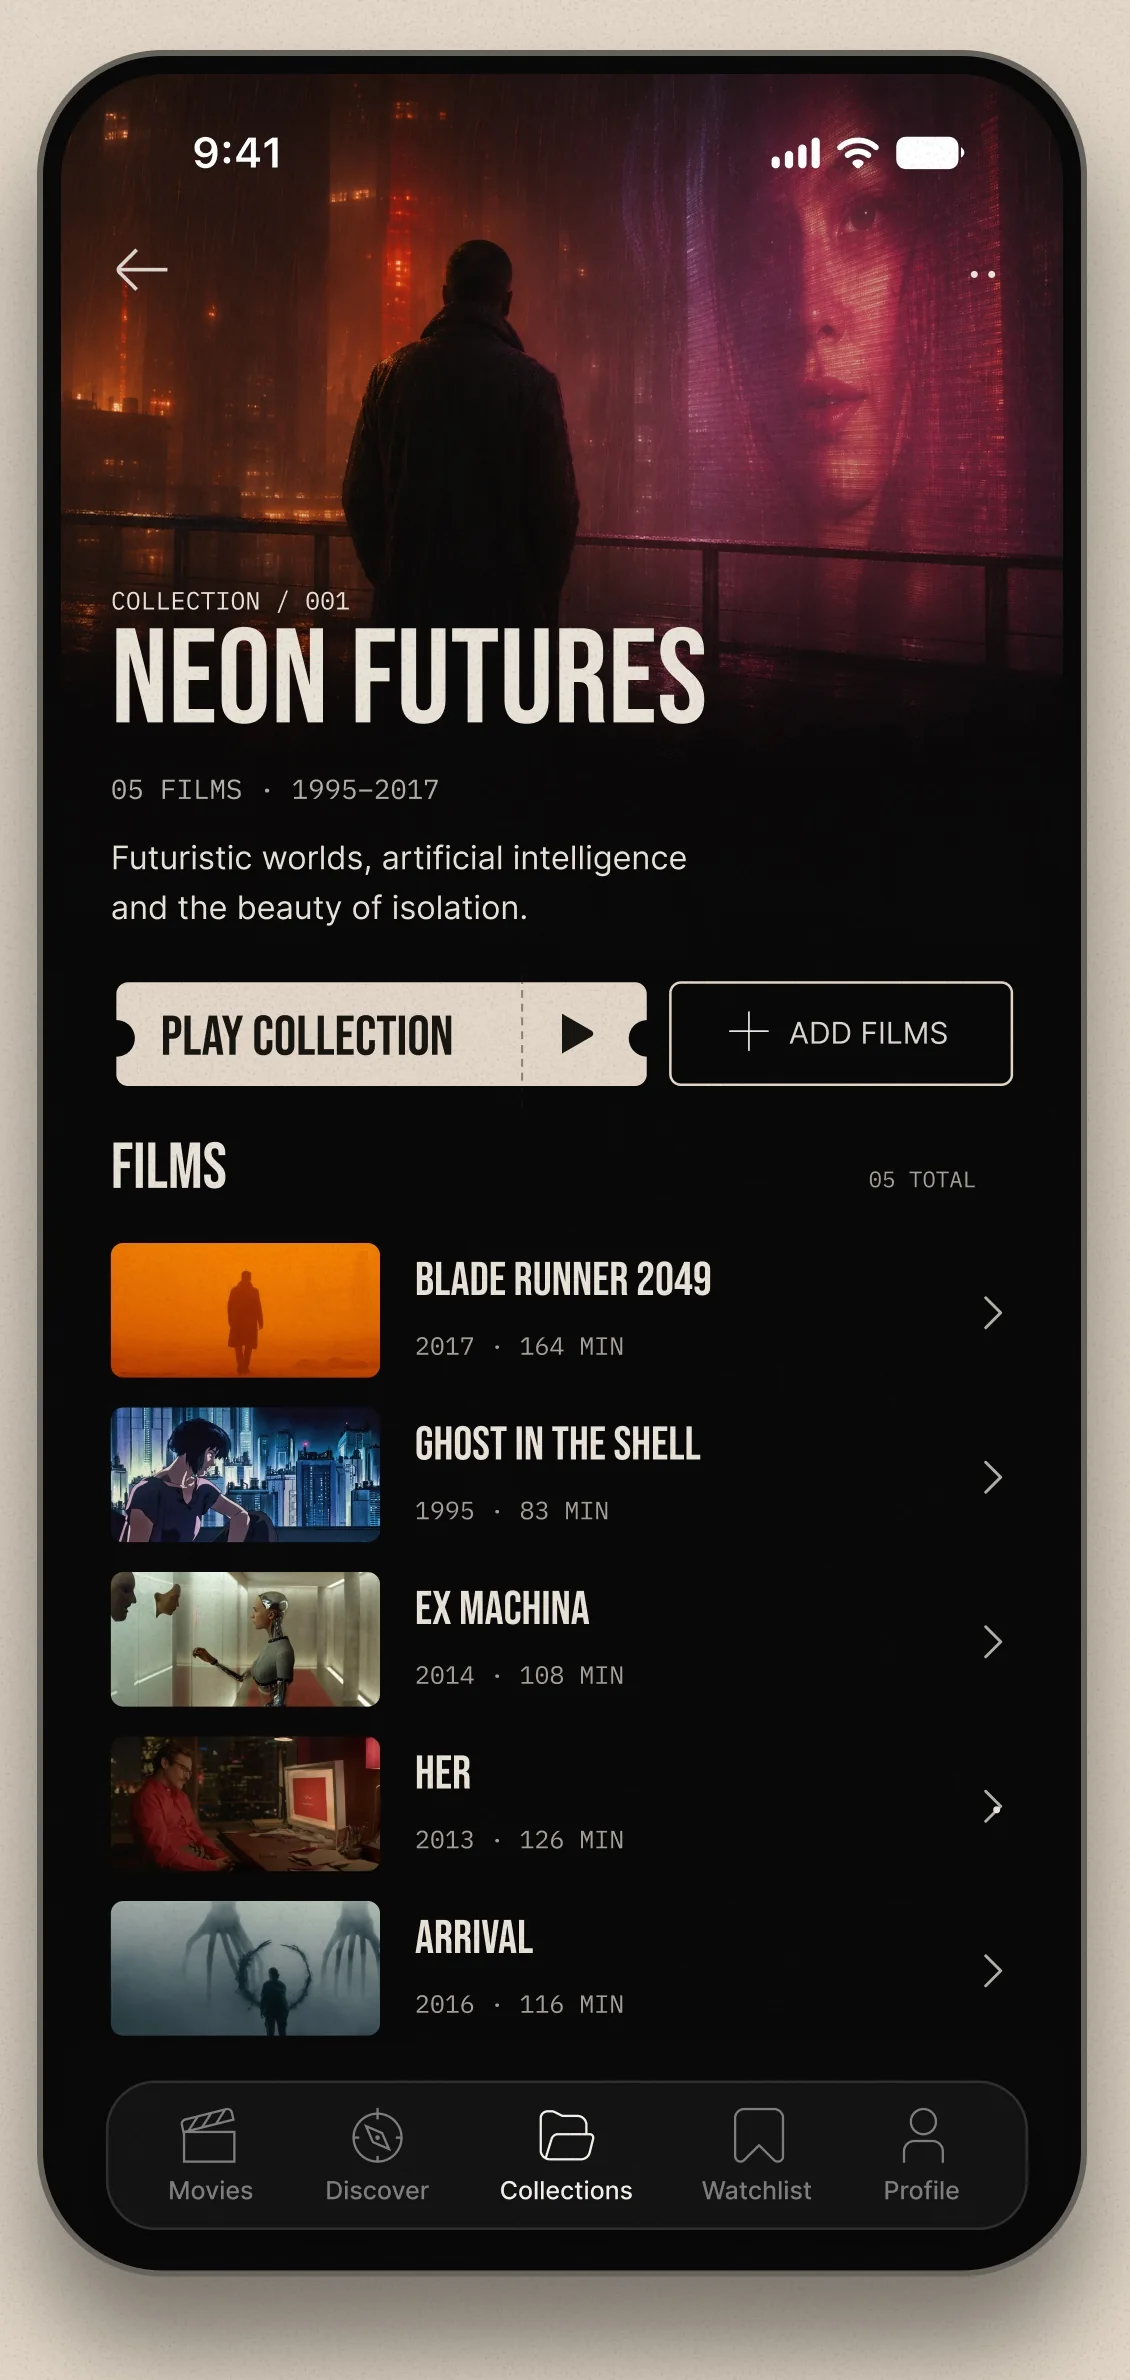 9:41
COLLECTION / 001
NEON FUTURES
05 FILMS · 1995–2017
Futuristic worlds, artificial intelligence
and the beauty of isolation.
PLAY COLLECTION
ADD FILMS
FILMS
05 TOTAL
BLADE RUNNER 2049
2017 · 164 MIN
GHOST IN THE SHELL
1995 · 83 MIN
EX MACHINA
2014 · 108 MIN
HER
2013 · 126 MIN
ARRIVAL
2016 · 116 MIN
Movies Discover Collections Watchlist Profile